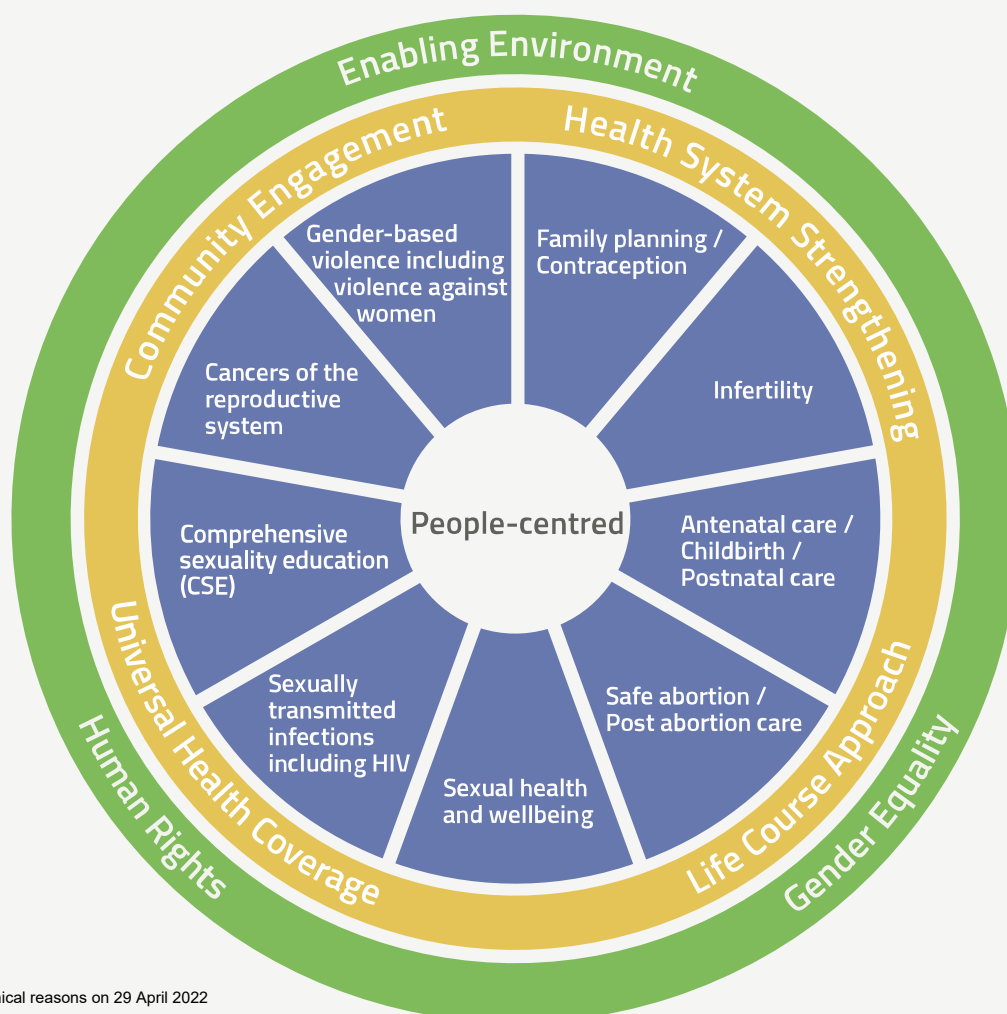 Enabling Environment
Community Engagement
Health System Strengthening
Gender-based
violence including
violence against
women
Family planning /
Contraception
Cancers of the
reproductive
system
Infertility
People-centred
Comprehensive
sexuality education
(CSE)
Antenatal care /
Childbirth /
Postnatal care
Sexually
transmitted
infections
including HIV
Safe abortion /
Post abortion care
Sexual health
and wellbeing
Universal Health Coverage
Life Course Approach
Human Rights
Gender Equality
reasons on 29 April 2022